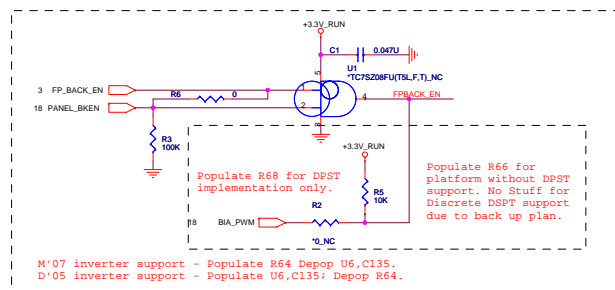 +3.3V_RUN
C1 0.047U
U1
*TC7SZ08FU(T5L,F,T)_NC
5
3 FP_BACK_EN
1
R6 0
4 FPBACK_EN
18 PANEL_BKEN
2
3
R3
100K
+3.3V_RUN
Populate R68 for DPST
implementation only.
R5
10K
Populate R66 for
platform without DPST
support. No Stuff for
Discrete DSPT support
due to back up plan.
R2
18 BIA_PWM
*0_NC
M'07 inverter support - Populate R64 Depop U6,C135.
D'05 inverter support - Populate U6,C135; Depop R64.